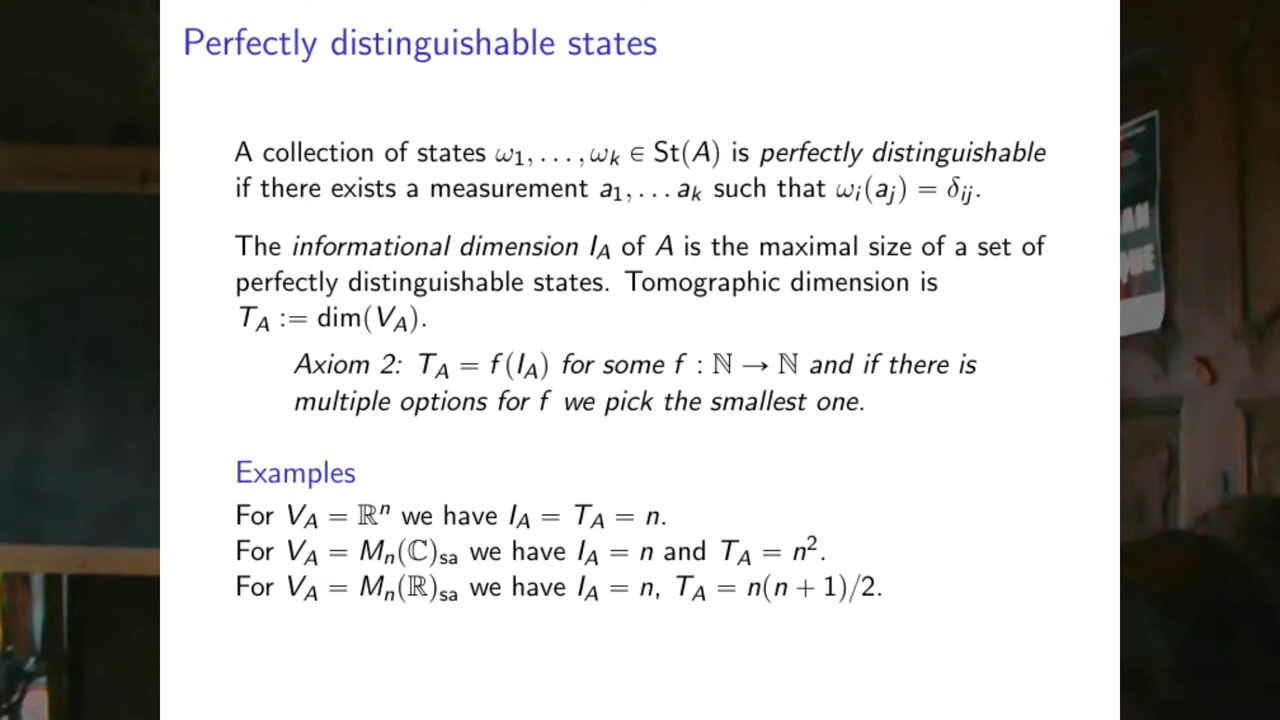 Perfectly distinguishable states
A collection of states ω₁, . . . , ωₖ ∈ St(A) is perfectly distinguishable
if there exists a measurement a₁, . . . aₖ such that ωᵢ(aⱼ) = δᵢⱼ.
The informational dimension I_A of A is the maximal size of a set of
perfectly distinguishable states. Tomographic dimension is
T_A := dim(V_A).
Axiom 2: T_A = f(I_A) for some f : ℕ → ℕ and if there is
multiple options for f we pick the smallest one.
Examples
For V_A = ℝⁿ we have I_A = T_A = n.
For V_A = Mₙ(ℂ)ₛₐ we have I_A = n and T_A = n².
For V_A = Mₙ(ℝ)ₛₐ we have I_A = n, T_A = n(n + 1)/2.